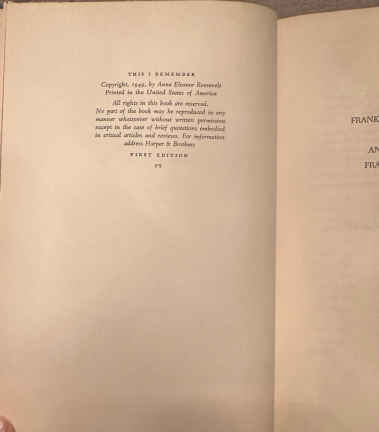 THIS I REMEMBER
Copyright, 1949, by Anna Eleanor Roosevelt
Printed in the United States of America
All rights in this book are reserved.
No part of the book may be reproduced in any
manner whatsoever without written permission
except in the case of brief quotations embodied
in critical articles and reviews. For information
address Harper & Brothers
FIRST EDITION
FRANK
AN
FRA